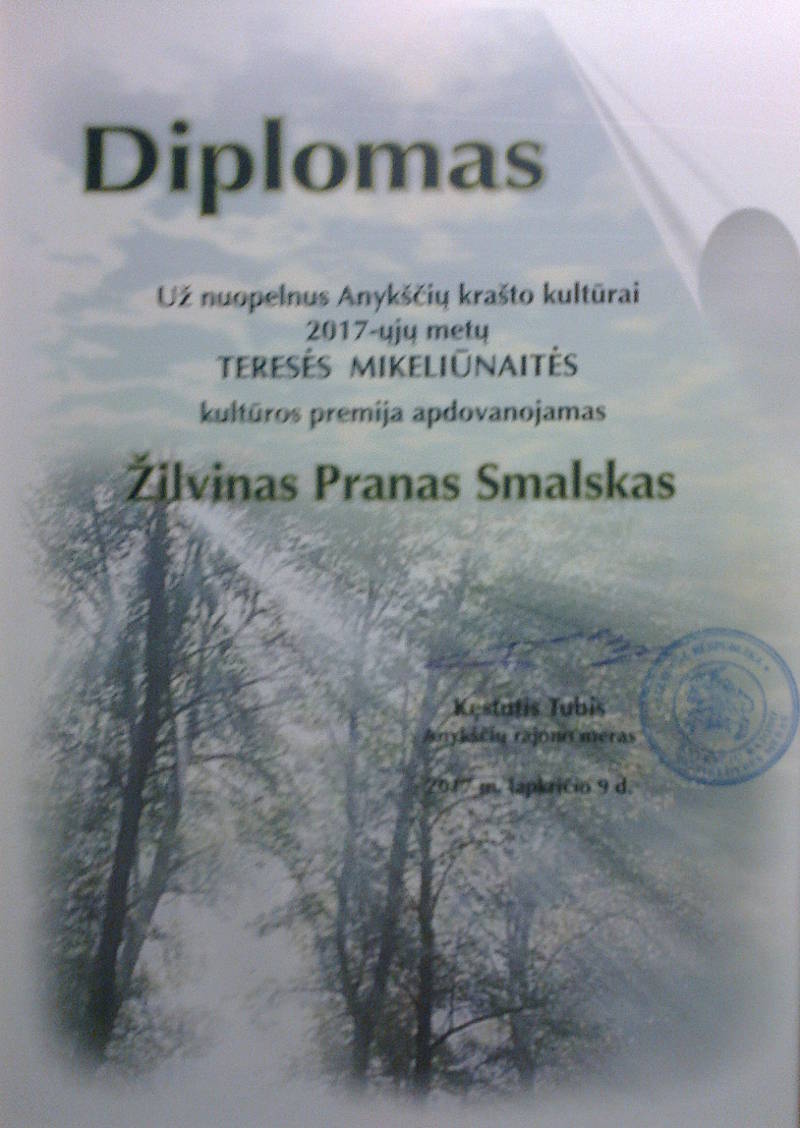 Diplomas
Už nuopelnus Anykščių krašto kultūrai
2017-ųjų metų
TERESĖS MIKELIŪNAITĖS
kultūros premija apdovanojamas
Žilvinas Pranas Smalskas
Kęstutis Tubis
Anykščių rajono meras
2017 m. lapkričio 9 d.